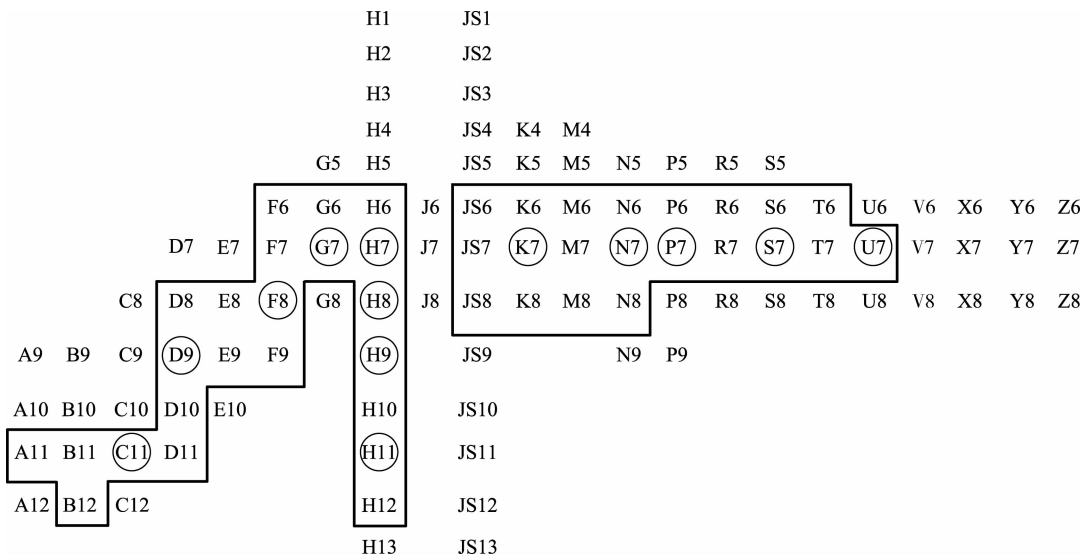 H1 JS1
H2 JS2
H3 JS3
H4 JS4 K4 M4
G5 H5 JS5 K5 M5 N5 P5 R5 S5
F6 G6 H6 J6 JS6 K6 M6 N6 P6 R6 S6 T6 U6 V6 X6 Y6 Z6
D7 E7 F7 G7 H7 J7 JS7 K7 M7 N7 P7 R7 S7 T7 U7 V7 X7 Y7 Z7
C8 D8 E8 F8 G8 H8 J8 JS8 K8 M8 N8 P8 R8 S8 T8 U8 V8 X8 Y8 Z8
A9 B9 C9 D9 E9 F9 H9 JS9 N9 P9
A10 B10 C10 D10 E10 H10 JS10
A11 B11 C11 D11 H11 JS11
A12 B12 C12 H12 JS12
H13 JS13